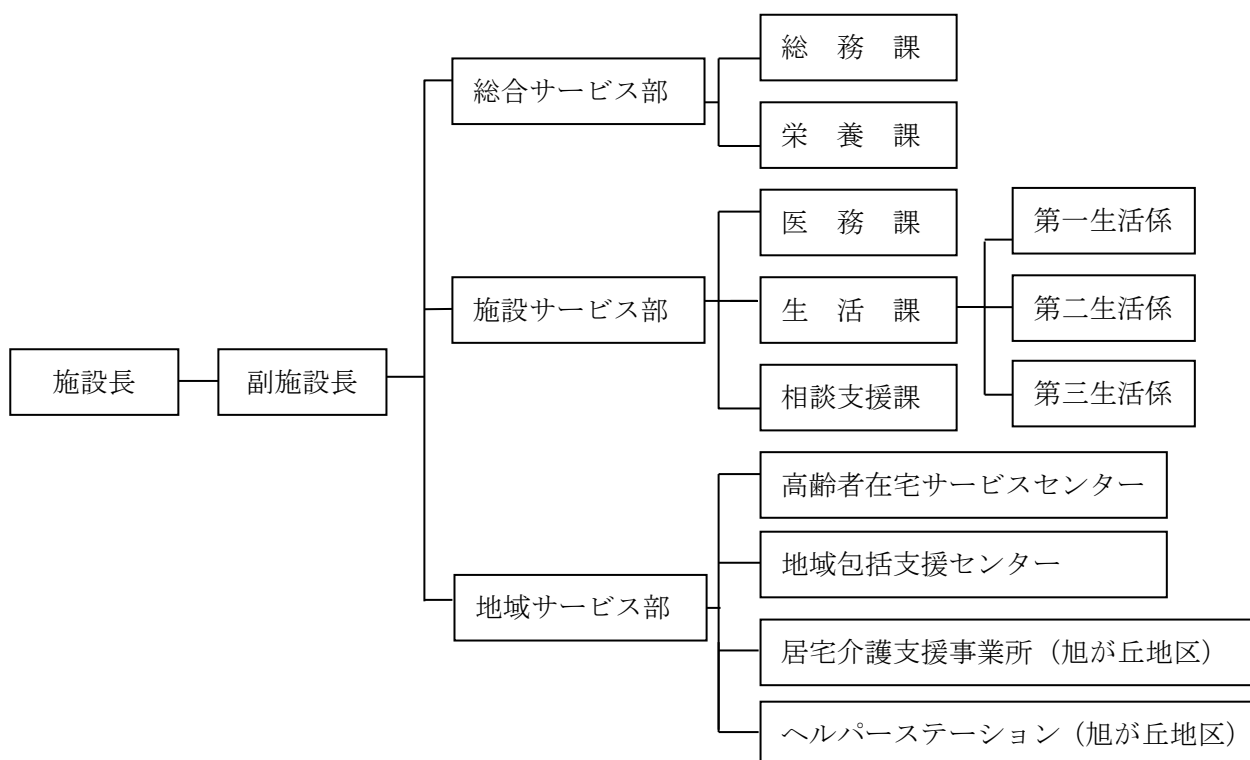 施設長
副施設長
総合サービス部
総　務　課
栄　養　課
施設サービス部
医　務　課
生　活　課
第一生活係
第二生活係
第三生活係
相談支援課
地域サービス部
高齢者在宅サービスセンター
地域包括支援センター
居宅介護支援事業所（旭が丘地区）
ヘルパーステーション（旭が丘地区）